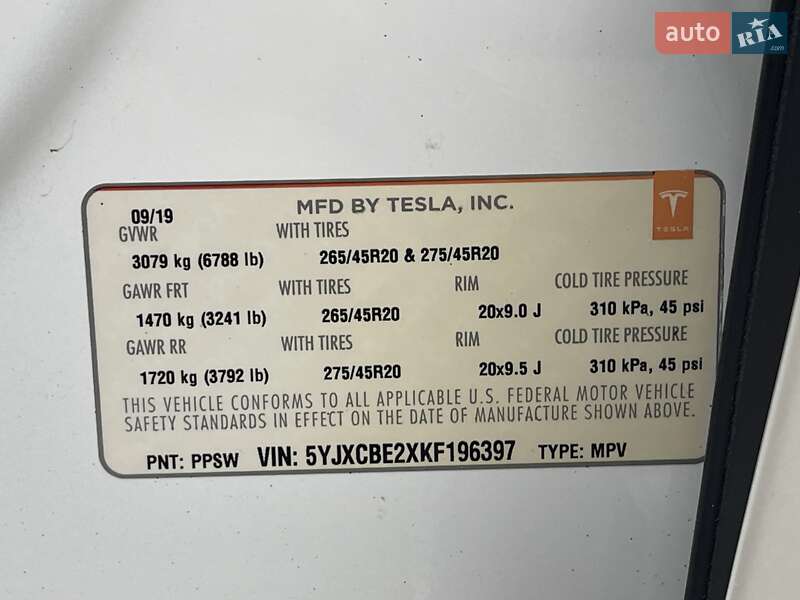 auto RIA.com
MFD BY TESLA, INC.
TESLA
09/19
GVWR WITH TIRES
3079 kg (6788 lb) 265/45R20 & 275/45R20
GAWR FRT WITH TIRES RIM COLD TIRE PRESSURE
1470 kg (3241 lb) 265/45R20 20x9.0 J 310 kPa, 45 psi
GAWR RR WITH TIRES RIM COLD TIRE PRESSURE
1720 kg (3792 lb) 275/45R20 20x9.5 J 310 kPa, 45 psi
THIS VEHICLE CONFORMS TO ALL APPLICABLE U.S. FEDERAL MOTOR VEHICLE
SAFETY STANDARDS IN EFFECT ON THE DATE OF MANUFACTURE SHOWN ABOVE.
PNT: PPSW VIN: 5YJXCBE2XKF196397 TYPE: MPV